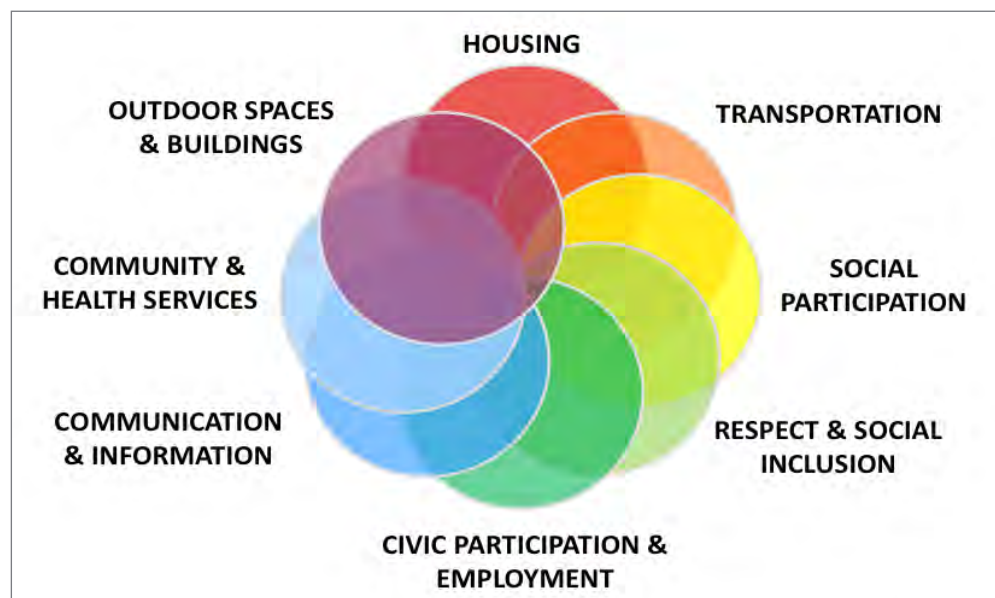 HOUSING
TRANSPORTATION
SOCIAL
PARTICIPATION
RESPECT & SOCIAL
INCLUSION
CIVIC PARTICIPATION &
EMPLOYMENT
COMMUNICATION
& INFORMATION
COMMUNITY &
HEALTH SERVICES
OUTDOOR SPACES
& BUILDINGS